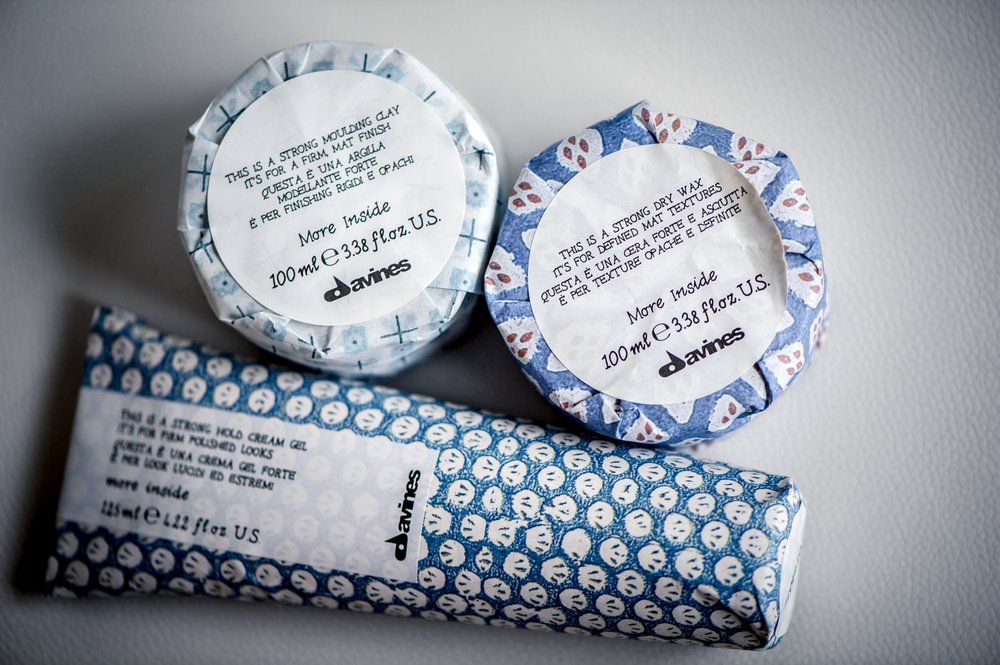 THIS IS A STRONG MOULDING CLAY
IT'S FOR A FIRM, MAT FINISH
QUESTA È UNA ARGILLA
MODELLANTE FORTE
È PER FINISHING RIGIDI E OPACHI
More Inside
100 ml ℮ 3.38 fl.oz. U.S.
davines
THIS IS A STRONG DRY WAX
IT'S FOR DEFINED MAT TEXTURES
QUESTA È UNA CERA FORTE E ASCIUTTA
È PER TEXTURE OPACHE E DEFINITE
More Inside
100 ml ℮ 3.38 fl.oz. U.S.
davines
THIS IS A STRONG HOLD CREAM GEL
IT'S FOR FIRM POLISHED LOOKS
QUESTA È UNA CREMA GEL FORTE
È PER LOOK LUCIDI ED ESTREMI
more inside
125 ml ℮ 4.22 fl oz U S
davines